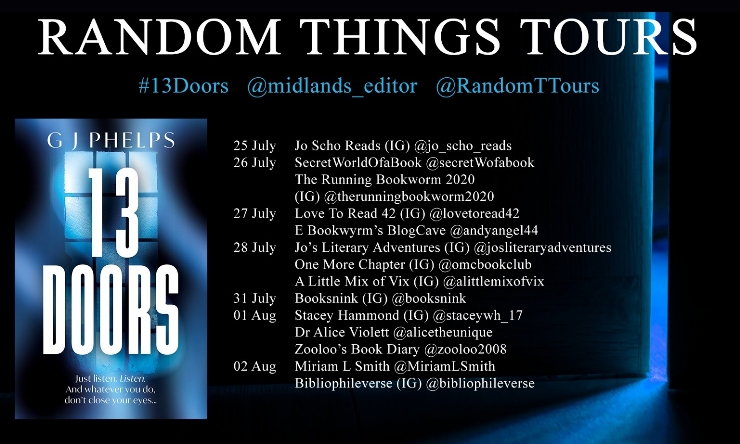 RANDOM THINGS TOURS
#13Doors @midlands_editor @RandomTTours
G J PHELPS
13
DOORS
Just listen. Listen.
And whatever you do,
don't close your eyes...
25 July Jo Scho Reads (IG) @jo_scho_reads
26 July SecretWorldOfaBook @secretWofabook
The Running Bookworm 2020
(IG) @therunningbookworm2020
27 July Love To Read 42 (IG) @lovetoread42
E Bookwyrm's BlogCave @andyangel44
28 July Jo's Literary Adventures (IG) @josliteraryadventures
One More Chapter (IG) @omcbookclub
A Little Mix of Vix (IG) @alittlemixofvix
31 July Booksnink (IG) @booksnink
01 Aug Stacey Hammond (IG) @staceywh_17
Dr Alice Violett @alicetheunique
Zooloo's Book Diary @zooloo2008
02 Aug Miriam L Smith @MiriamLSmith
Bibliophileverse (IG) @bibliophileverse